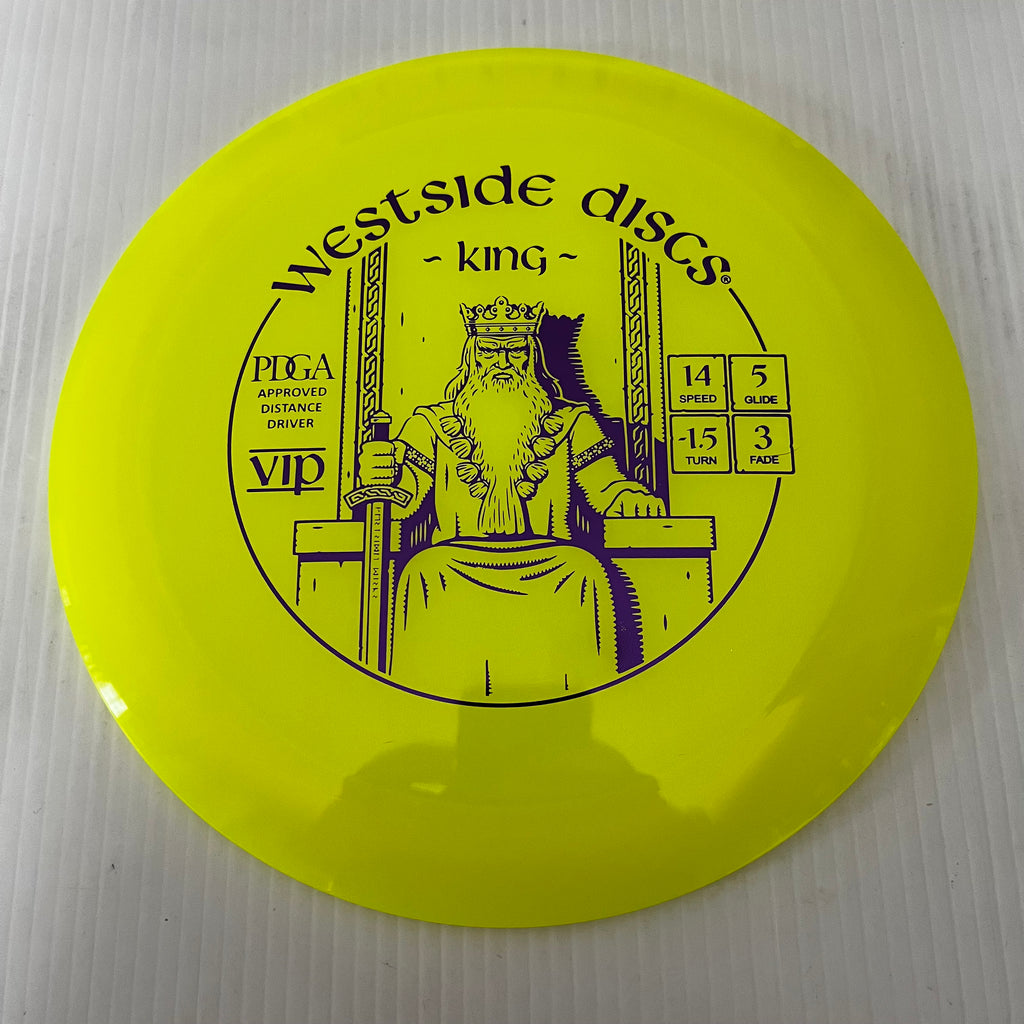 Westside Discs®
~ King ~
PDGA
APPROVED
DISTANCE
DRIVER
VIP
14
SPEED
5
GLIDE
-1.5
TURN
3
FADE